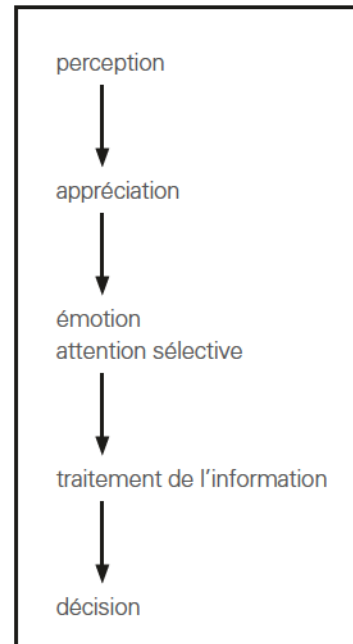 perception
appréciation
émotion
attention sélective
traitement de l'information
décision